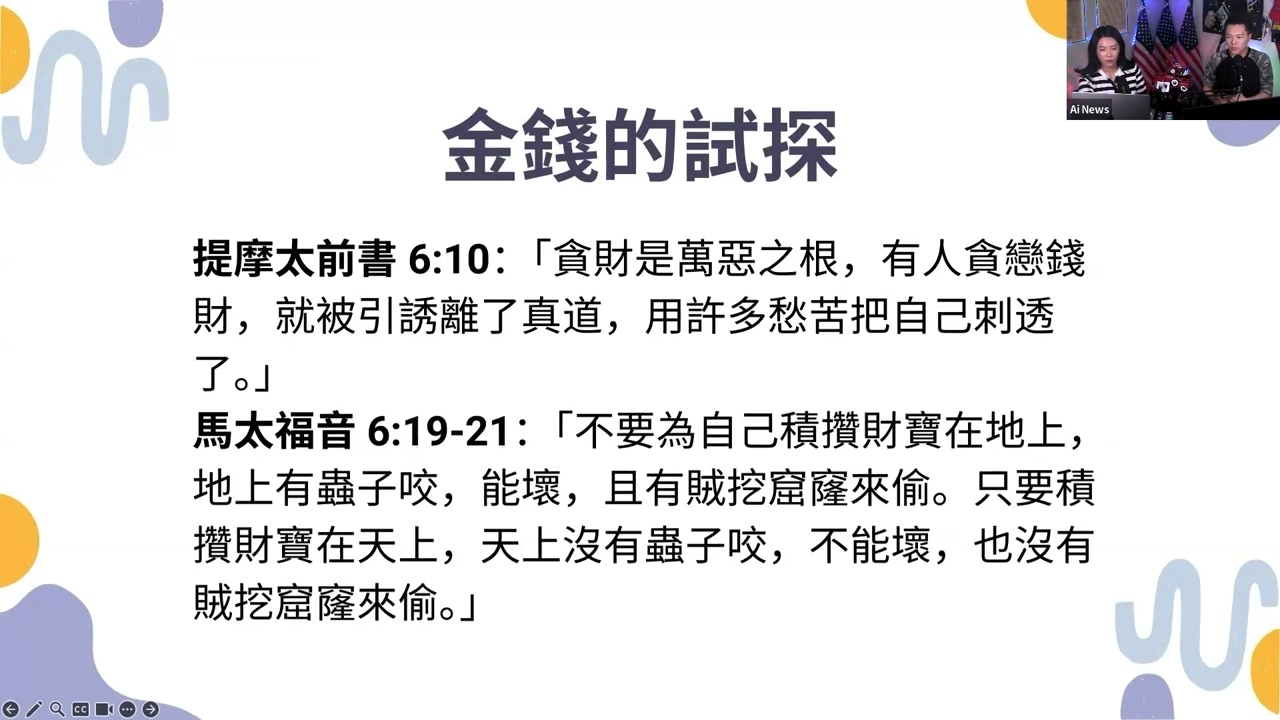 Ai News
金錢的試探
提摩太前書 6:10：「貪財是萬惡之根，有人貪戀錢
財，就被引誘離了真道，用許多愁苦把自己刺透
了。」
馬太福音 6:19-21：「不要為自己積攢財寶在地上，
地上有蟲子咬，能壞，且有賊挖窟窿來偷。只要積
攢財寶在天上，天上沒有蟲子咬，不能壞，也沒有
賊挖窟窿來偷。」
CC